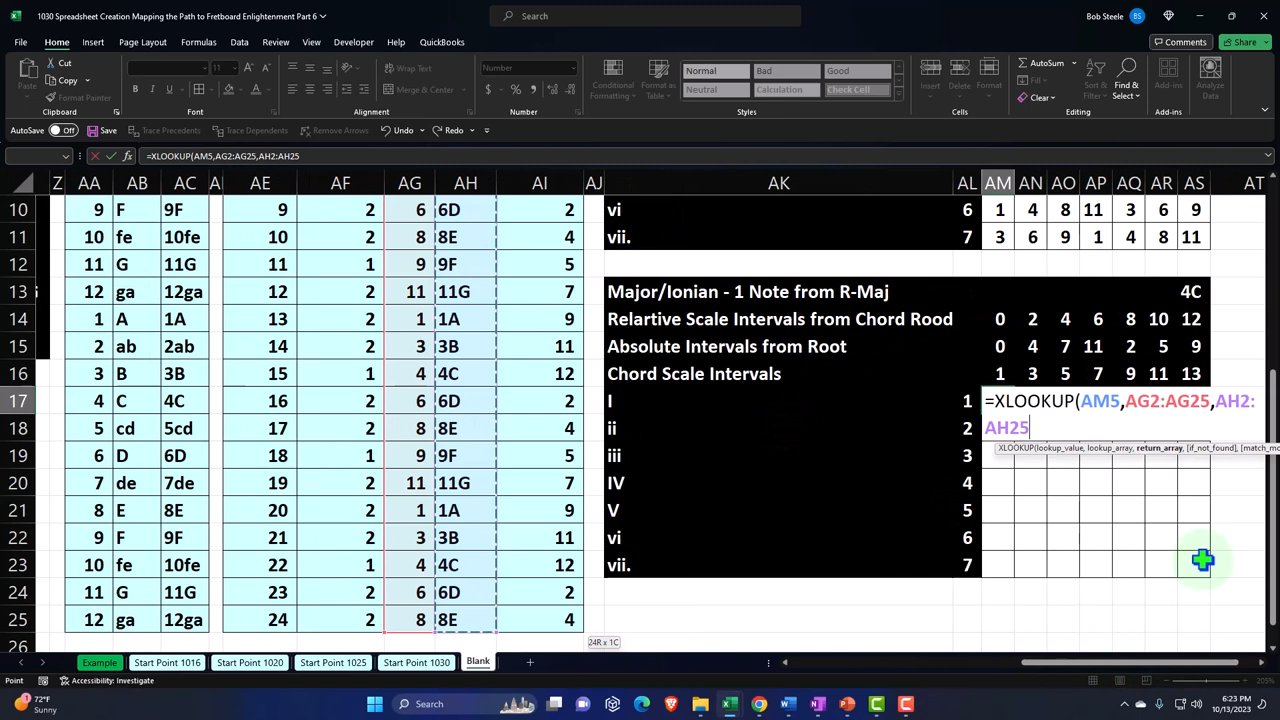 1030 Spreadsheet Creation Mapping the Path to Fretboard Enlightenment Part 6
Search
Bob Steele BS
File Home Insert Page Layout Formulas Data Review View Developer Automate Help QuickBooks
Comments Share
Cut
Copy
Format Painter
Paste
Clipboard
11
Font
Wrap Text
Merge & Center
Alignment
Number
Number
Conditional Formatting
Format as Table
Normal Bad Good
Neutral Calculation Check Cell
Styles
Insert Delete Format
Cells
AutoSum
Fill
Clear
Sort & Filter
Find & Select
Editing
Add-ins
Add-ins
Analyze Data
AutoSave Off Save Trace Precedents Trace Dependents Remove Arrows Undo Redo
=XLOOKUP(AM5,AG2:AG25,AH2:AH25
Z AA AB AC A AE AF AG AH AI AJ AK AL AM AN AO AP AQ AR AS AT
10 9 F 9F 9 2 6 6D 2 vi 6 1 4 8 11 3 6 9
11 10 fe 10fe 10 2 8 8E 4 vii. 7 3 6 9 1 4 8 11
12 11 G 11G 11 1 9 9F 5
13 12 ga 12ga 12 2 11 11G 7 Major/Ionian - 1 Note from R-Maj 4C
14 1 A 1A 13 2 1 1A 9 Relartive Scale Intervals from Chord Rood 0 2 4 6 8 10 12
15 2 ab 2ab 14 2 3 3B 11 Absolute Intervals from Root 0 4 7 11 2 5 9
16 3 B 3B 15 1 4 4C 12 Chord Scale Intervals 1 3 5 7 9 11 13
17 4 C 4C 16 2 6 6D 2 I 1 =XLOOKUP(AM5,AG2:AG25,AH2:
18 5 cd 5cd 17 2 8 8E 4 ii 2 AH25
XLOOKUP(lookup_value, lookup_array, return_array, [if_not_found], [match_mo
19 6 D 6D 18 1 9 9F 5 iii 3
20 7 de 7de 19 2 11 11G 7 IV 4
21 8 E 8E 20 2 1 1A 9 V 5
22 9 F 9F 21 2 3 3B 11 vi 6
23 10 fe 10fe 22 1 4 4C 12 vii. 7
24 11 G 11G 23 2 6 6D 2
25 12 ga 12ga 24 2 8 8E 4
26
24R x 1C
Example Start Point 1016 Start Point 1020 Start Point 1025 Start Point 1030 Blank
Point Accessibility: Investigate
205%
72°F
Sunny
Search
6:23 PM
10/13/2023